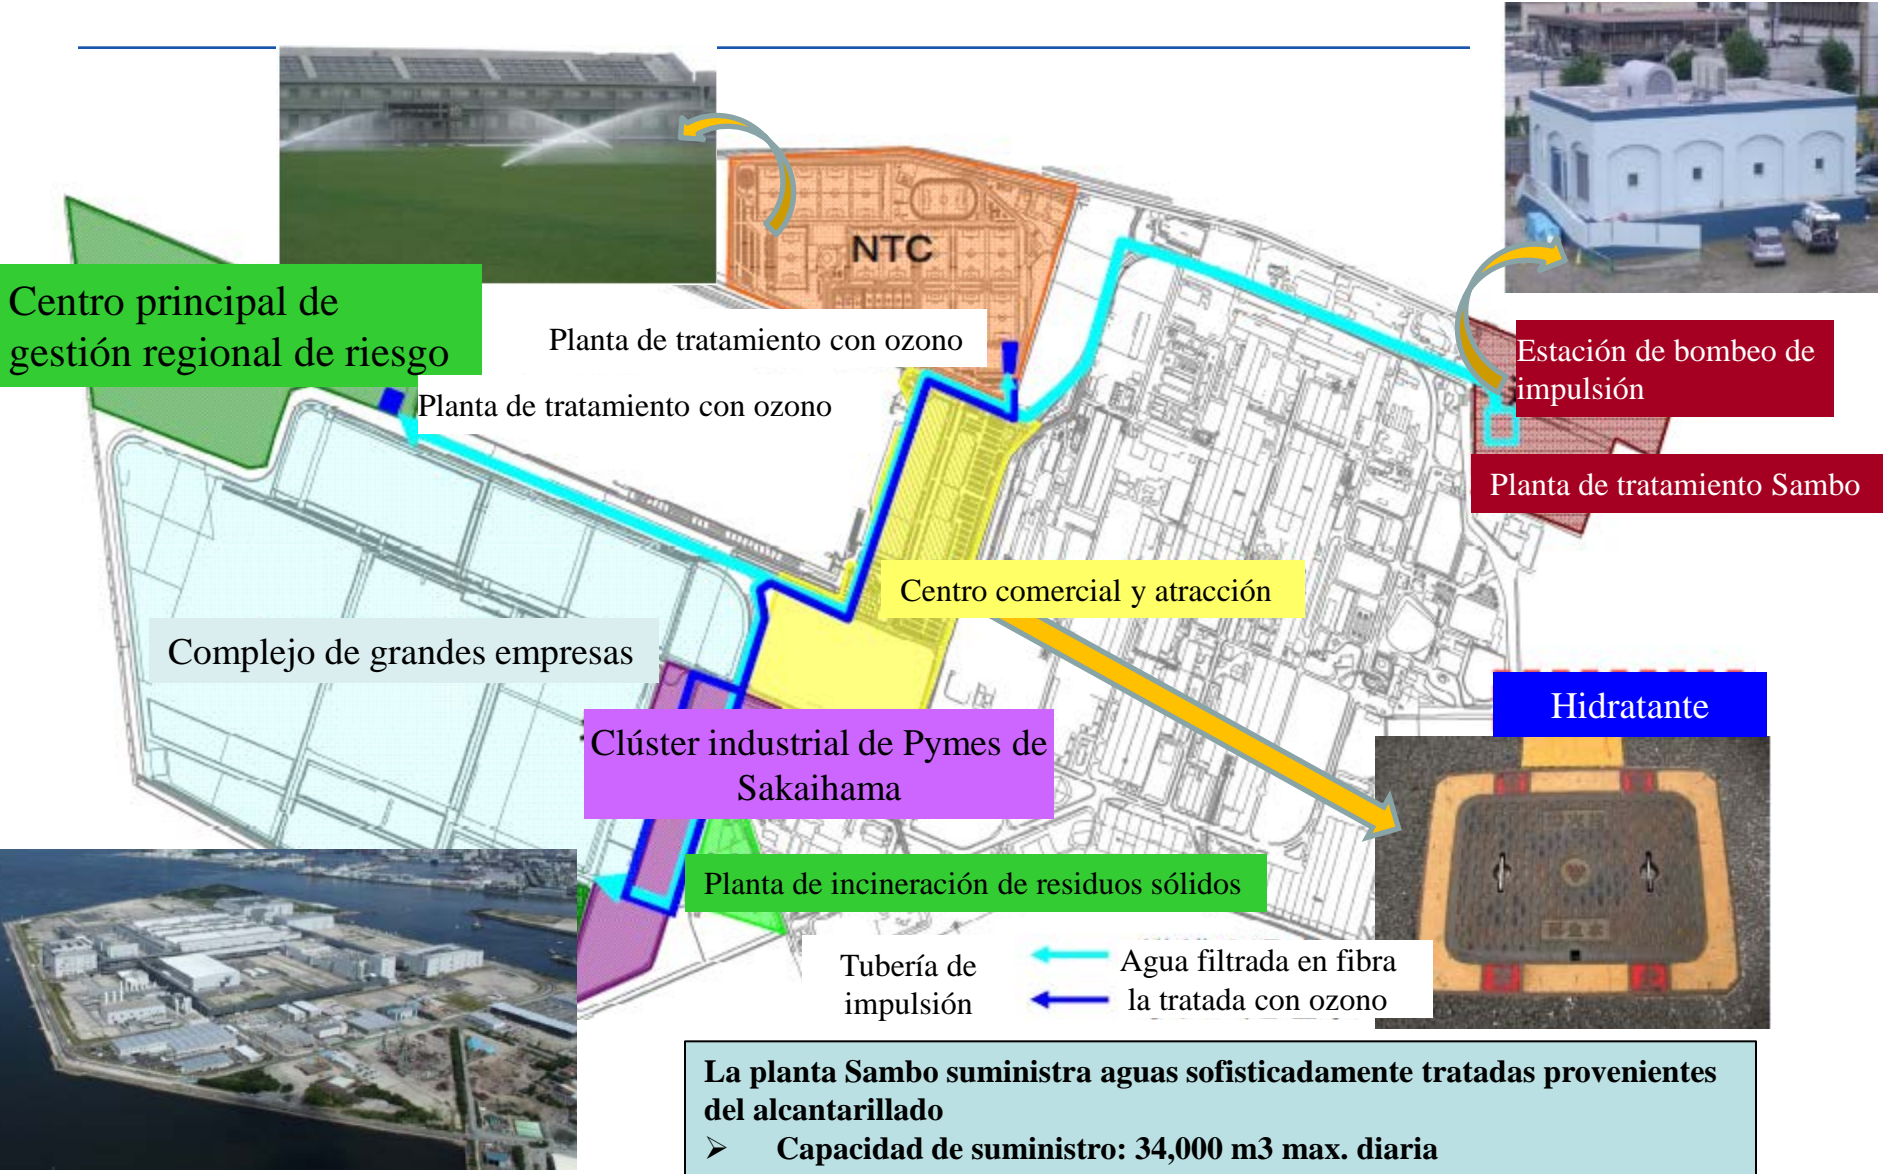 NTC
Centro principal de
gestión regional de riesgo
Planta de tratamiento con ozono
Planta de tratamiento con ozono
Estación de bombeo de
impulsión
Planta de tratamiento Sambo
Centro comercial y atracción
Complejo de grandes empresas
Hidratante
Clúster industrial de Pymes de
Sakaihama
Planta de incineración de residuos sólidos
Tubería de
impulsión
Agua filtrada en fibra
la tratada con ozono
La planta Sambo suministra aguas sofisticadamente tratadas provenientes
del alcantarillado
➢ Capacidad de suministro: 34,000 m3 max. diaria